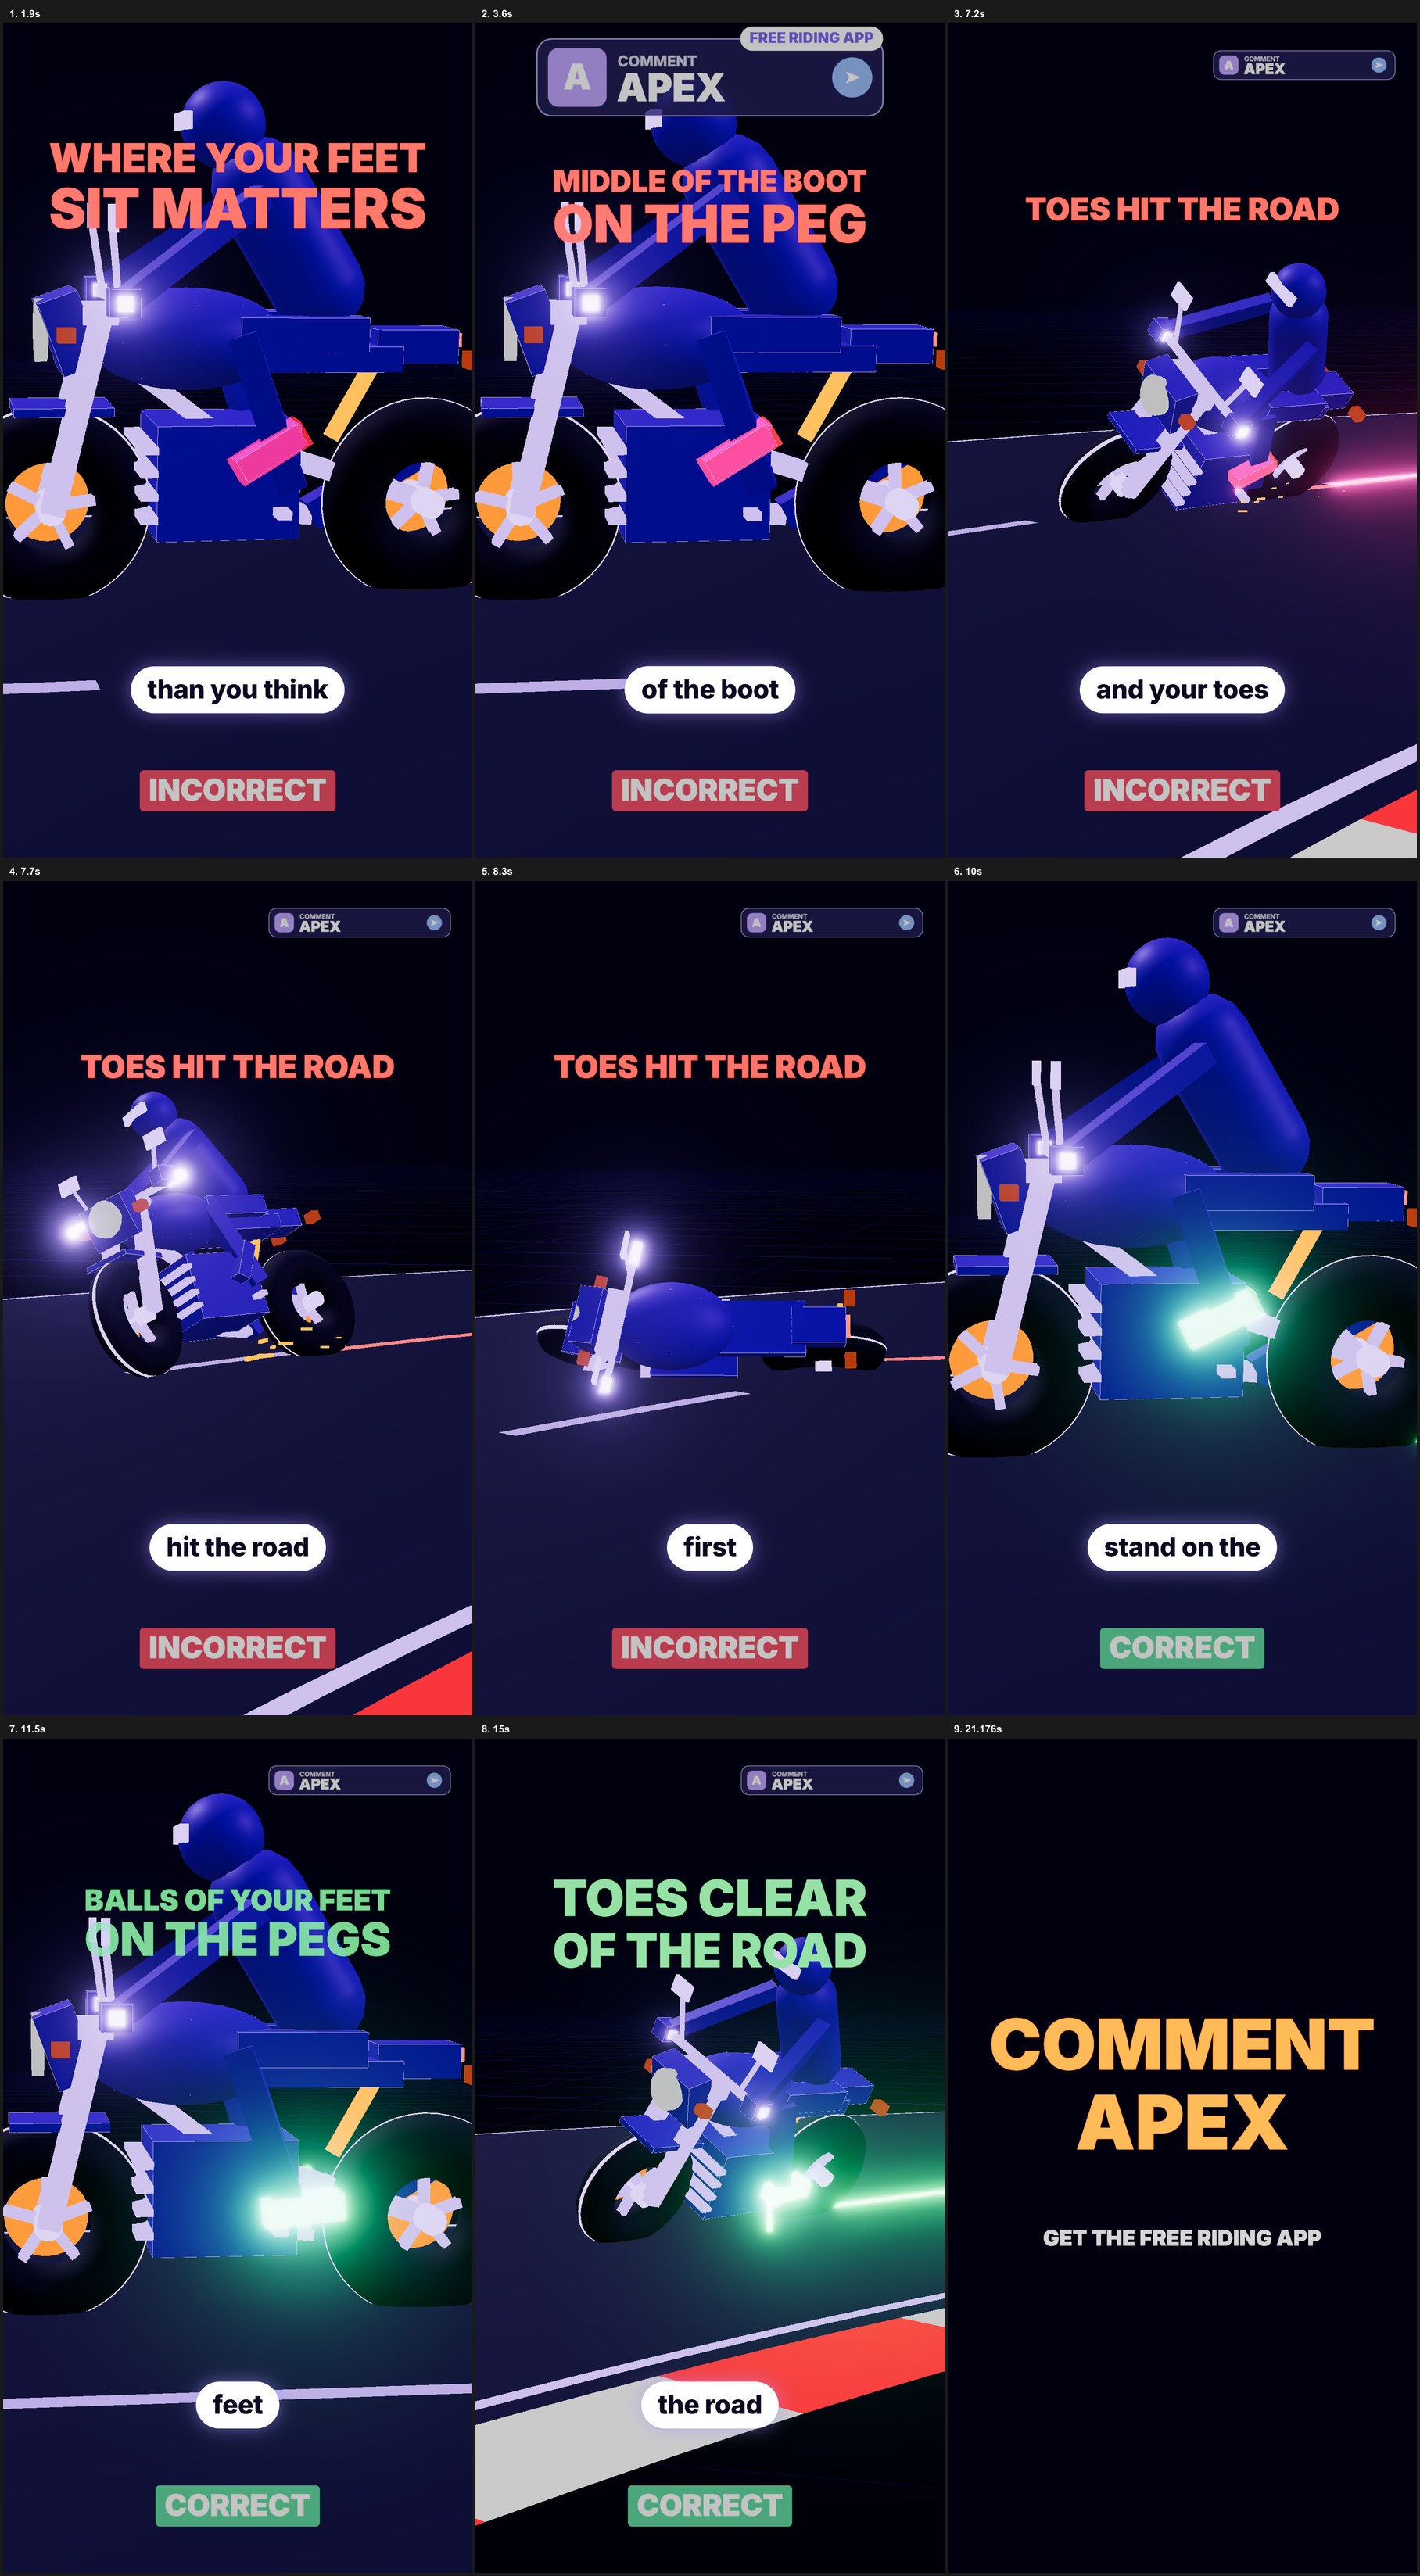 1. 1.9s
WHERE YOUR FEET
SIT MATTERS
than you think
INCORRECT
2. 3.6s
FREE RIDING APP
A
COMMENT
APEX
MIDDLE OF THE BOOT
ON THE PEG
of the boot
INCORRECT
3. 7.2s
A
COMMENT
APEX
TOES HIT THE ROAD
and your toes
INCORRECT
4. 7.7s
A
COMMENT
APEX
TOES HIT THE ROAD
hit the road
INCORRECT
5. 8.3s
A
COMMENT
APEX
TOES HIT THE ROAD
first
INCORRECT
6. 10s
A
COMMENT
APEX
stand on the
CORRECT
7. 11.5s
A
COMMENT
APEX
BALLS OF YOUR FEET
ON THE PEGS
feet
CORRECT
8. 15s
A
COMMENT
APEX
TOES CLEAR
OF THE ROAD
the road
CORRECT
9. 21.176s
COMMENT
APEX
GET THE FREE RIDING APP